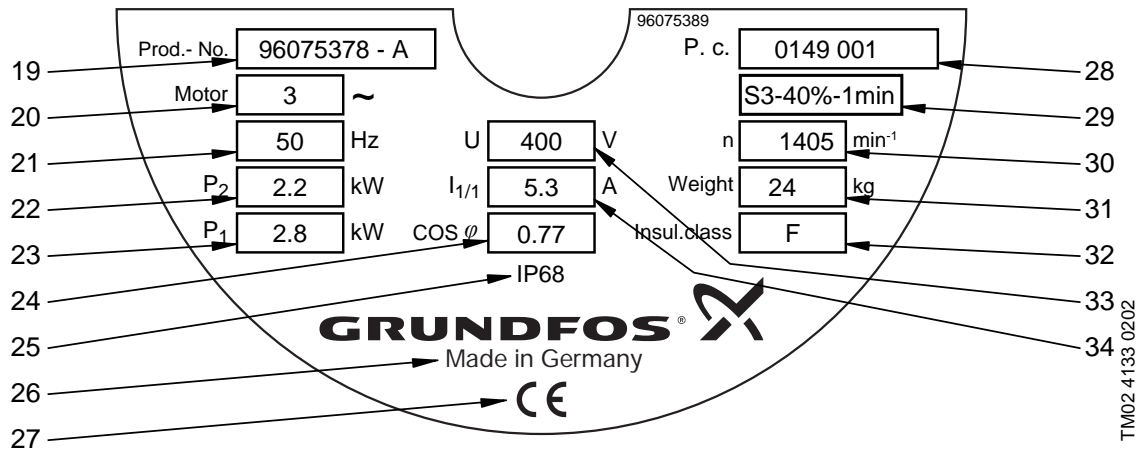 96075389
Prod.- No. 96075378 - A P. c. 0149 001
19 28
Motor 3 ~ S3-40%-1min
20 29
50 Hz U 400 V n 1405 min-1
21 30
P2 2.2 kW I1/1 5.3 A Weight 24 kg
22 31
P1 2.8 kW COS φ 0.77 Insul.class F
23 32
24 IP68 33
GRUNDFOS ®
25 34
Made in Germany
26
CE
27
TM02 4133 0202